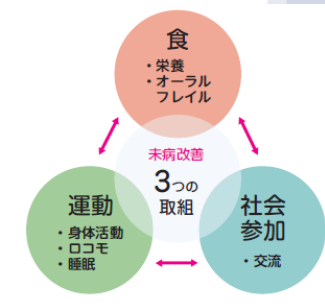 食
・栄養
・オーラル
フレイル
未病改善
3つの
取組
運動
・身体活動
・ロコモ
・睡眠
社会
参加
・交流